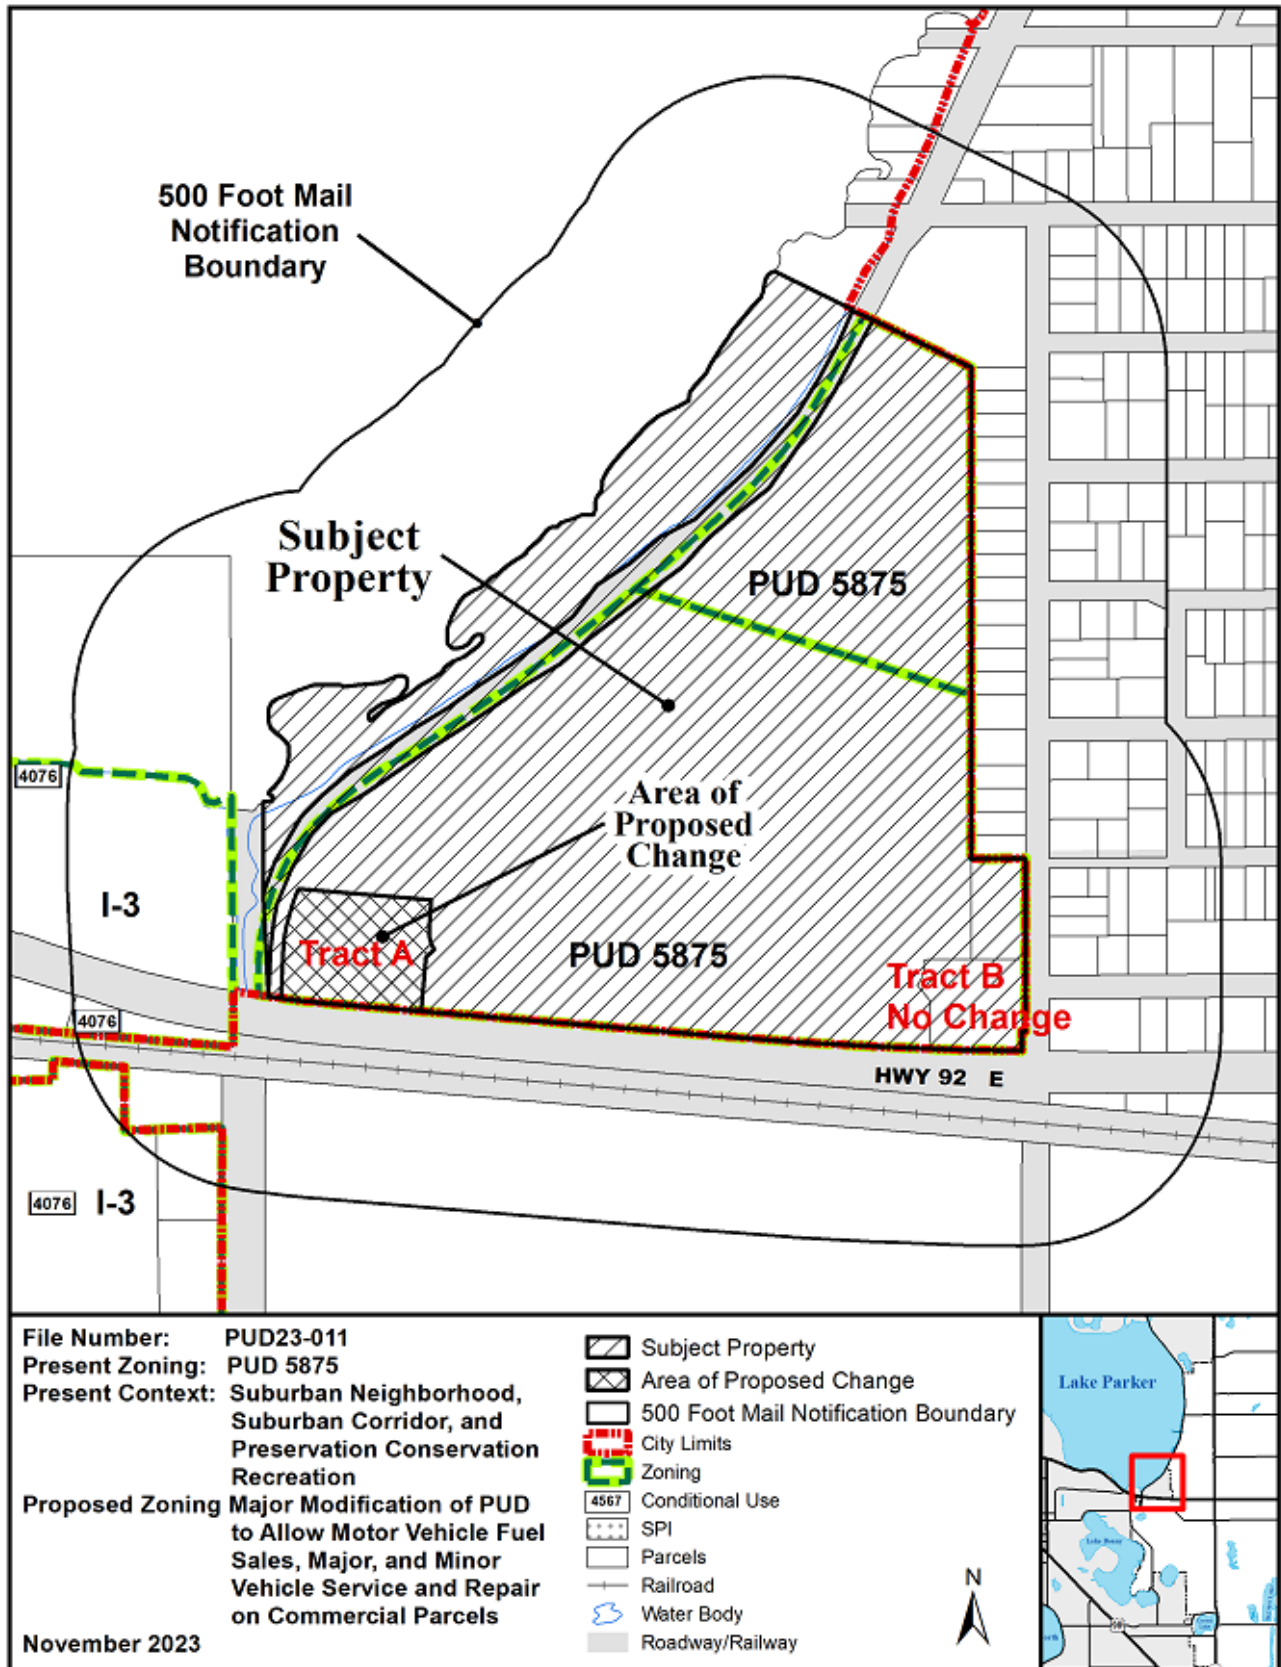 500 Foot Mail
Notification
Boundary
Subject
Property
PUD 5875
Area of
Proposed
Change
4076
I-3
Tract A
PUD 5875
Tract B
No Change
4076
HWY 92 E
4076 I-3
File Number: PUD23-011
Present Zoning: PUD 5875
Present Context: Suburban Neighborhood,
Suburban Corridor, and
Preservation Conservation
Recreation
Proposed Zoning Major Modification of PUD
to Allow Motor Vehicle Fuel
Sales, Major, and Minor
Vehicle Service and Repair
on Commercial Parcels
November 2023
Subject Property
Area of Proposed Change
500 Foot Mail Notification Boundary
City Limits
Zoning
4567 Conditional Use
SPI
Parcels
Railroad
Water Body
Roadway/Railway
N
Lake Parker